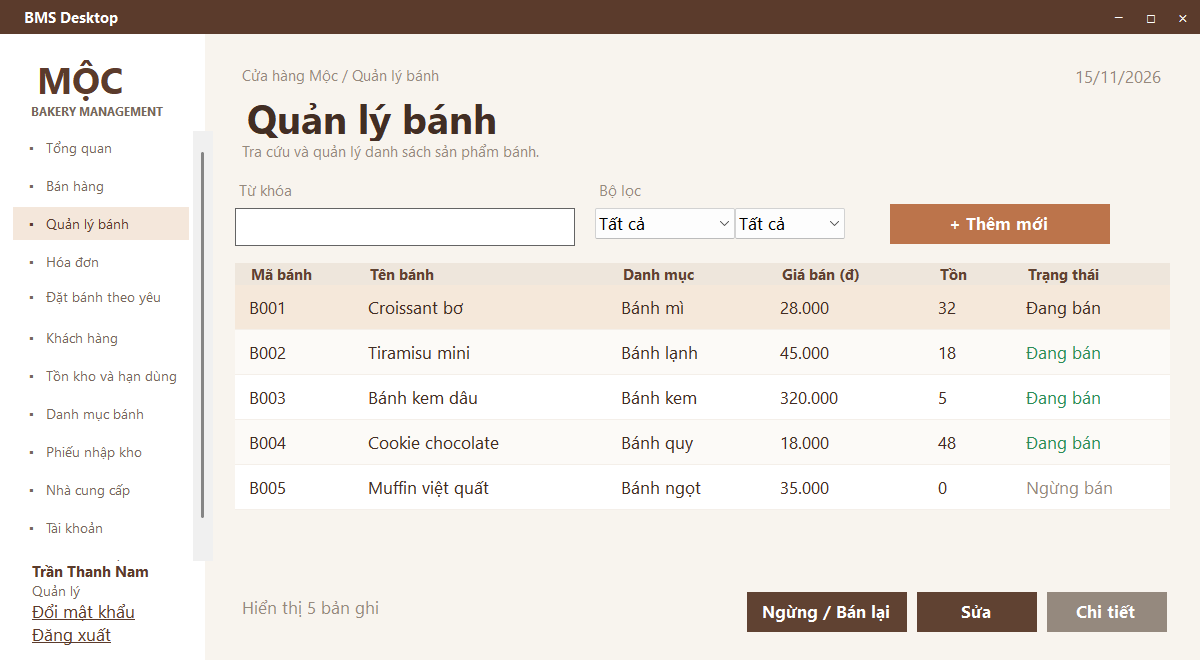 BMS Desktop
MỘC
BAKERY MANAGEMENT
▪ Tổng quan
▪ Bán hàng
▪ Quản lý bánh
▪ Hóa đơn
▪ Đặt bánh theo yêu
▪ Khách hàng
▪ Tồn kho và hạn dùng
▪ Danh mục bánh
▪ Phiếu nhập kho
▪ Nhà cung cấp
▪ Tài khoản
Trần Thanh Nam
Quản lý
Đổi mật khẩu
Đăng xuất
Cửa hàng Mộc / Quản lý bánh
15/11/2026
Quản lý bánh
Tra cứu và quản lý danh sách sản phẩm bánh.
Từ khóa Bộ lọc
Tất cả Tất cả + Thêm mới
Mã bánh Tên bánh Danh mục Giá bán (đ) Tồn Trạng thái
B001 Croissant bơ Bánh mì 28.000 32 Đang bán
B002 Tiramisu mini Bánh lạnh 45.000 18 Đang bán
B003 Bánh kem dâu Bánh kem 320.000 5 Đang bán
B004 Cookie chocolate Bánh quy 18.000 48 Đang bán
B005 Muffin việt quất Bánh ngọt 35.000 0 Ngừng bán
Hiển thị 5 bản ghi
Ngừng / Bán lại Sửa Chi tiết